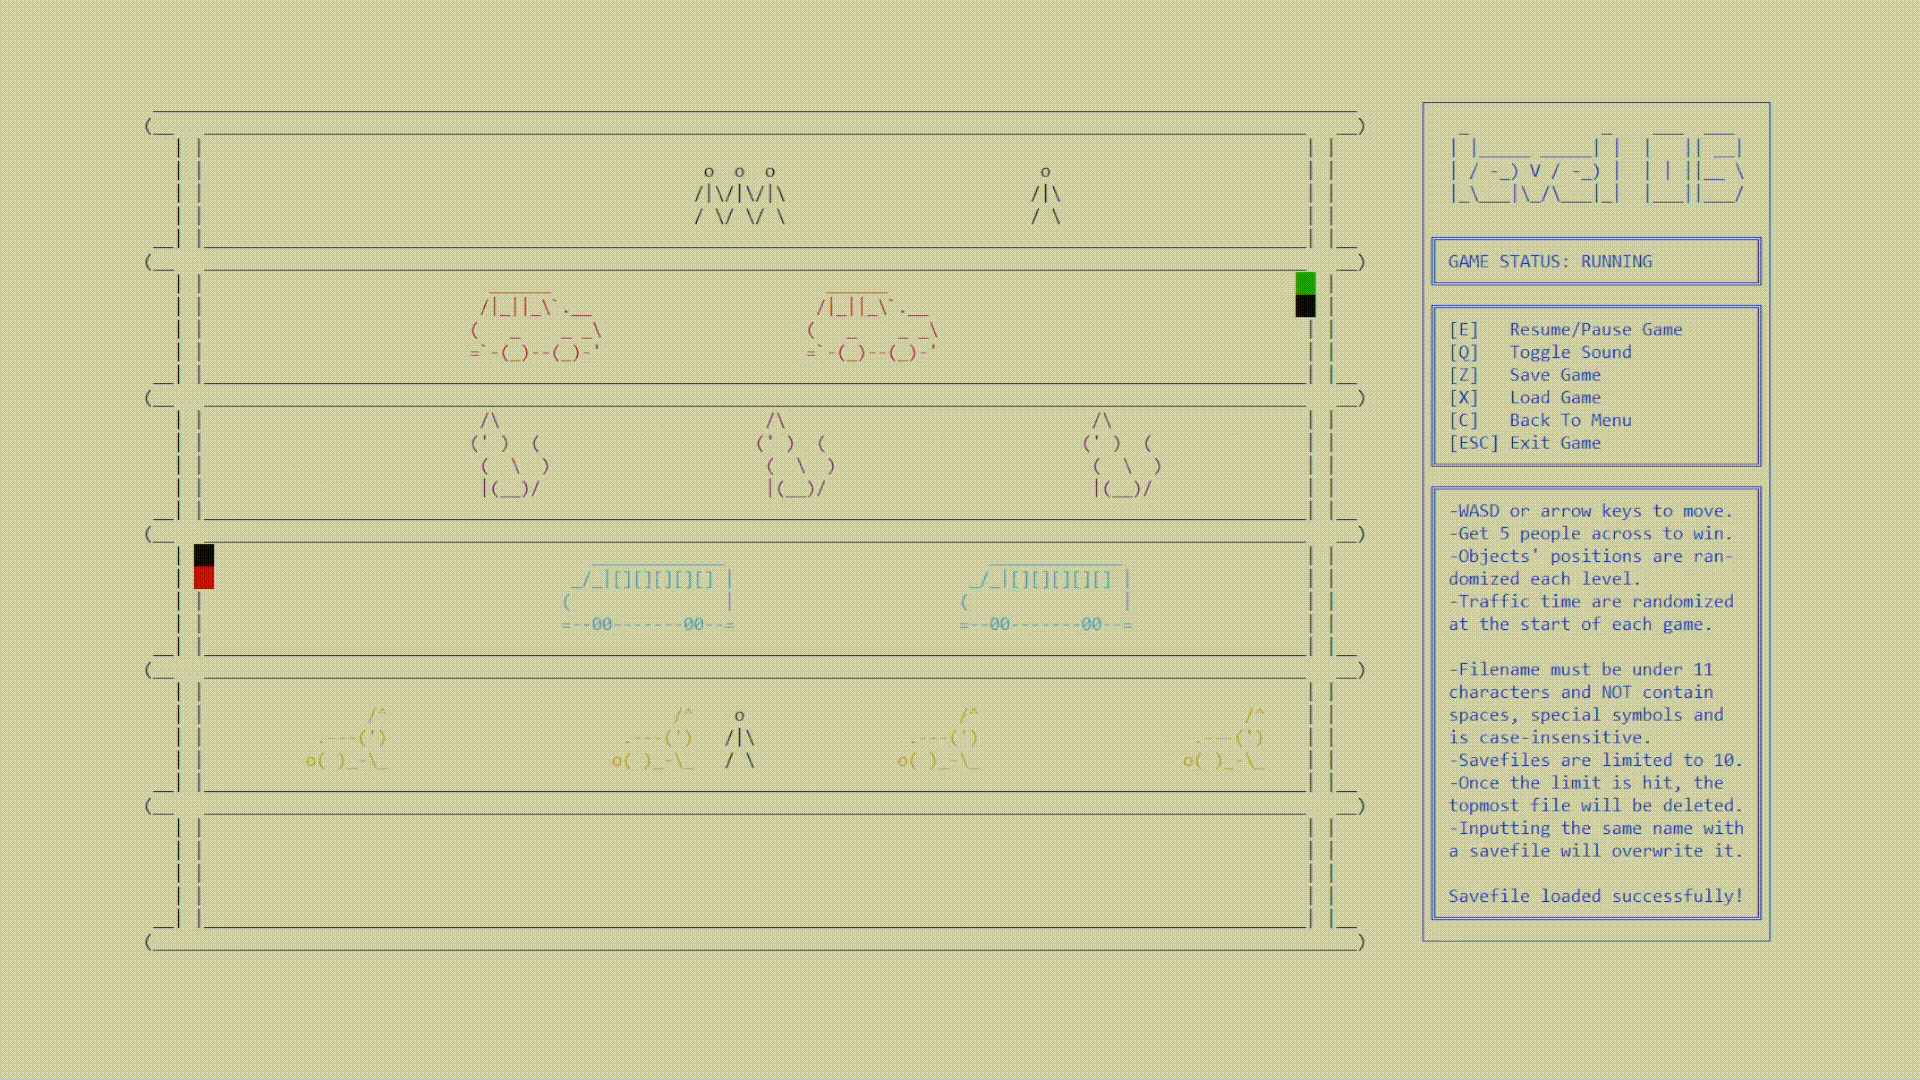 level 05
GAME STATUS: RUNNING
[E] Resume/Pause Game
[Q] Toggle Sound
[Z] Save Game
[X] Load Game
[C] Back To Menu
[ESC] Exit Game
-WASD or arrow keys to move.
-Get 5 people across to win.
-Objects' positions are ran-
domized each level.
-Traffic time are randomized
at the start of each game.
-Filename must be under 11
characters and NOT contain
spaces, special symbols and
is case-insensitive.
-Savefiles are limited to 10.
-Once the limit is hit, the
topmost file will be deleted.
-Inputting the same name with
a savefile will overwrite it.
Savefile loaded successfully!